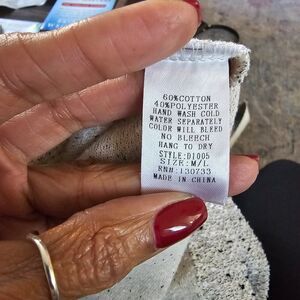 60%COTTON
40%POLYESTER
HAND WASH COLD
WATER SEPARATELY
COLOR WILL BLEED
NO BLEECH
HANG TO DRY
STYLE:D1005
SIZE:M/L
RN#:130733
MADE IN CHINA